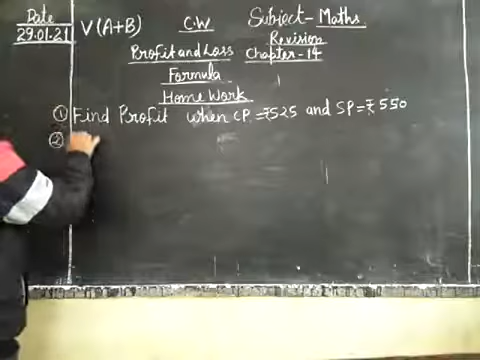 Date V(A+B) C.W Subject- Maths
29.01.21 Revision
Profit and Loss Chapter-14
Formula
Home Work
① Find Profit when CP =₹525 and SP=₹550
②